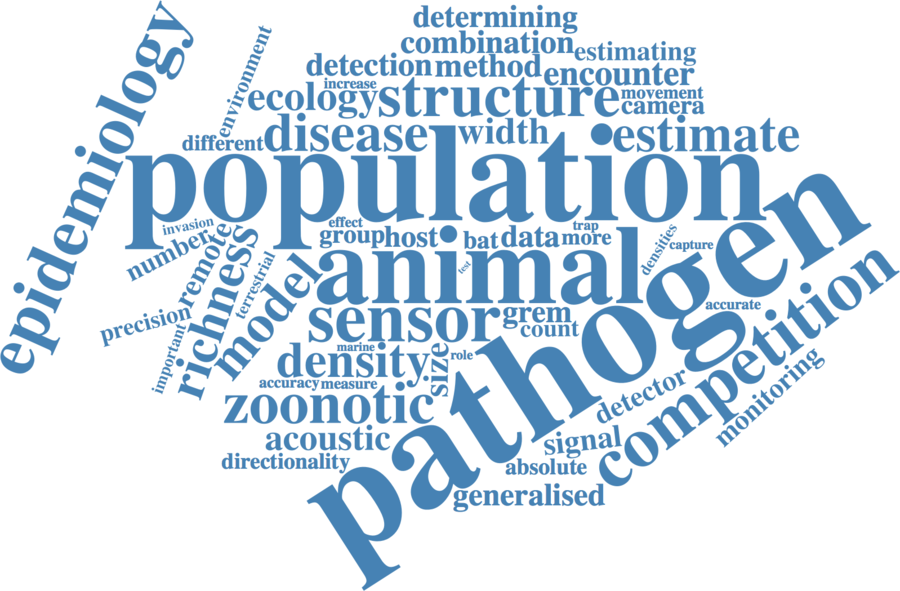 determining
combination
estimating
detection
method
encounter
increase
movement
environment
epidemiology
ecology
structure
camera
different
disease
width
estimate
population
invasion
effect
trap
number
remote
group
host
bat
data
more
densities
capture
test
animal
pathogen
richness
terrestrial
model
sensor
grem
count
accurate
precision
important
marine
density
size
role
competition
accuracy
measure
zoonotic
detector
monitoring
acoustic
signal
directionality
absolute
generalised